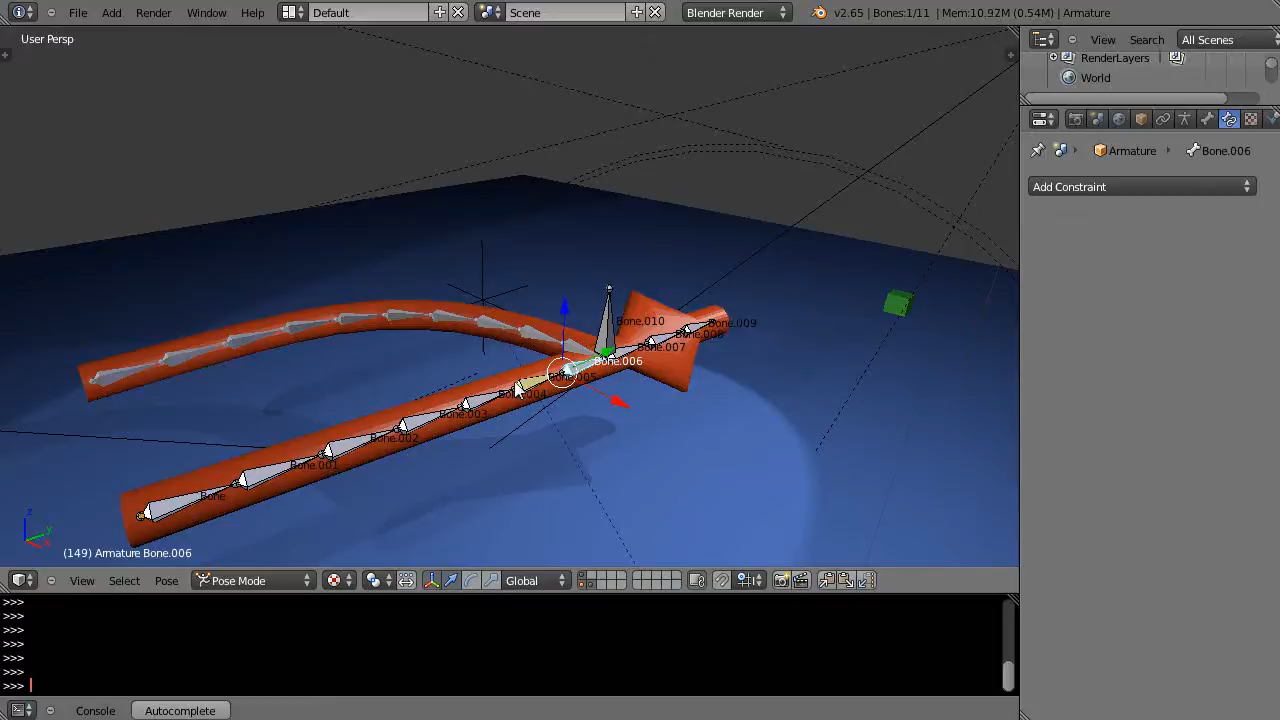 File Add Render Window Help Default Scene Blender Render v2.65 | Bones:1/11 | Mem:10.97M (0.54M) | Armature
User Persp
View Search All Scenes
RenderLayers
World
Armature Bone.006
Add Constraint
Bone.010
Bone.009
Bone.008
Bone.007
Bone.006
Bone.005
Bone.004
Bone.003
Bone.002
Bone.001
Bone
z
y
x
(149) Armature Bone.006
View Select Pose Pose Mode Global
>>>
>>>
>>>
>>>
>>>
>>>
>>>
Console Autocomplete